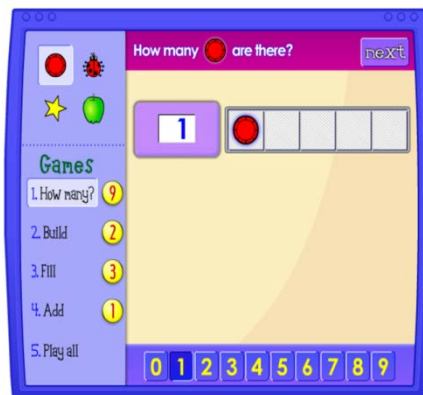 How many are there?
next
1
Games
1. How many? 9
2. Build 2
3. Fill 3
4. Add 1
5. Play all
0 1 2 3 4 5 6 7 8 9